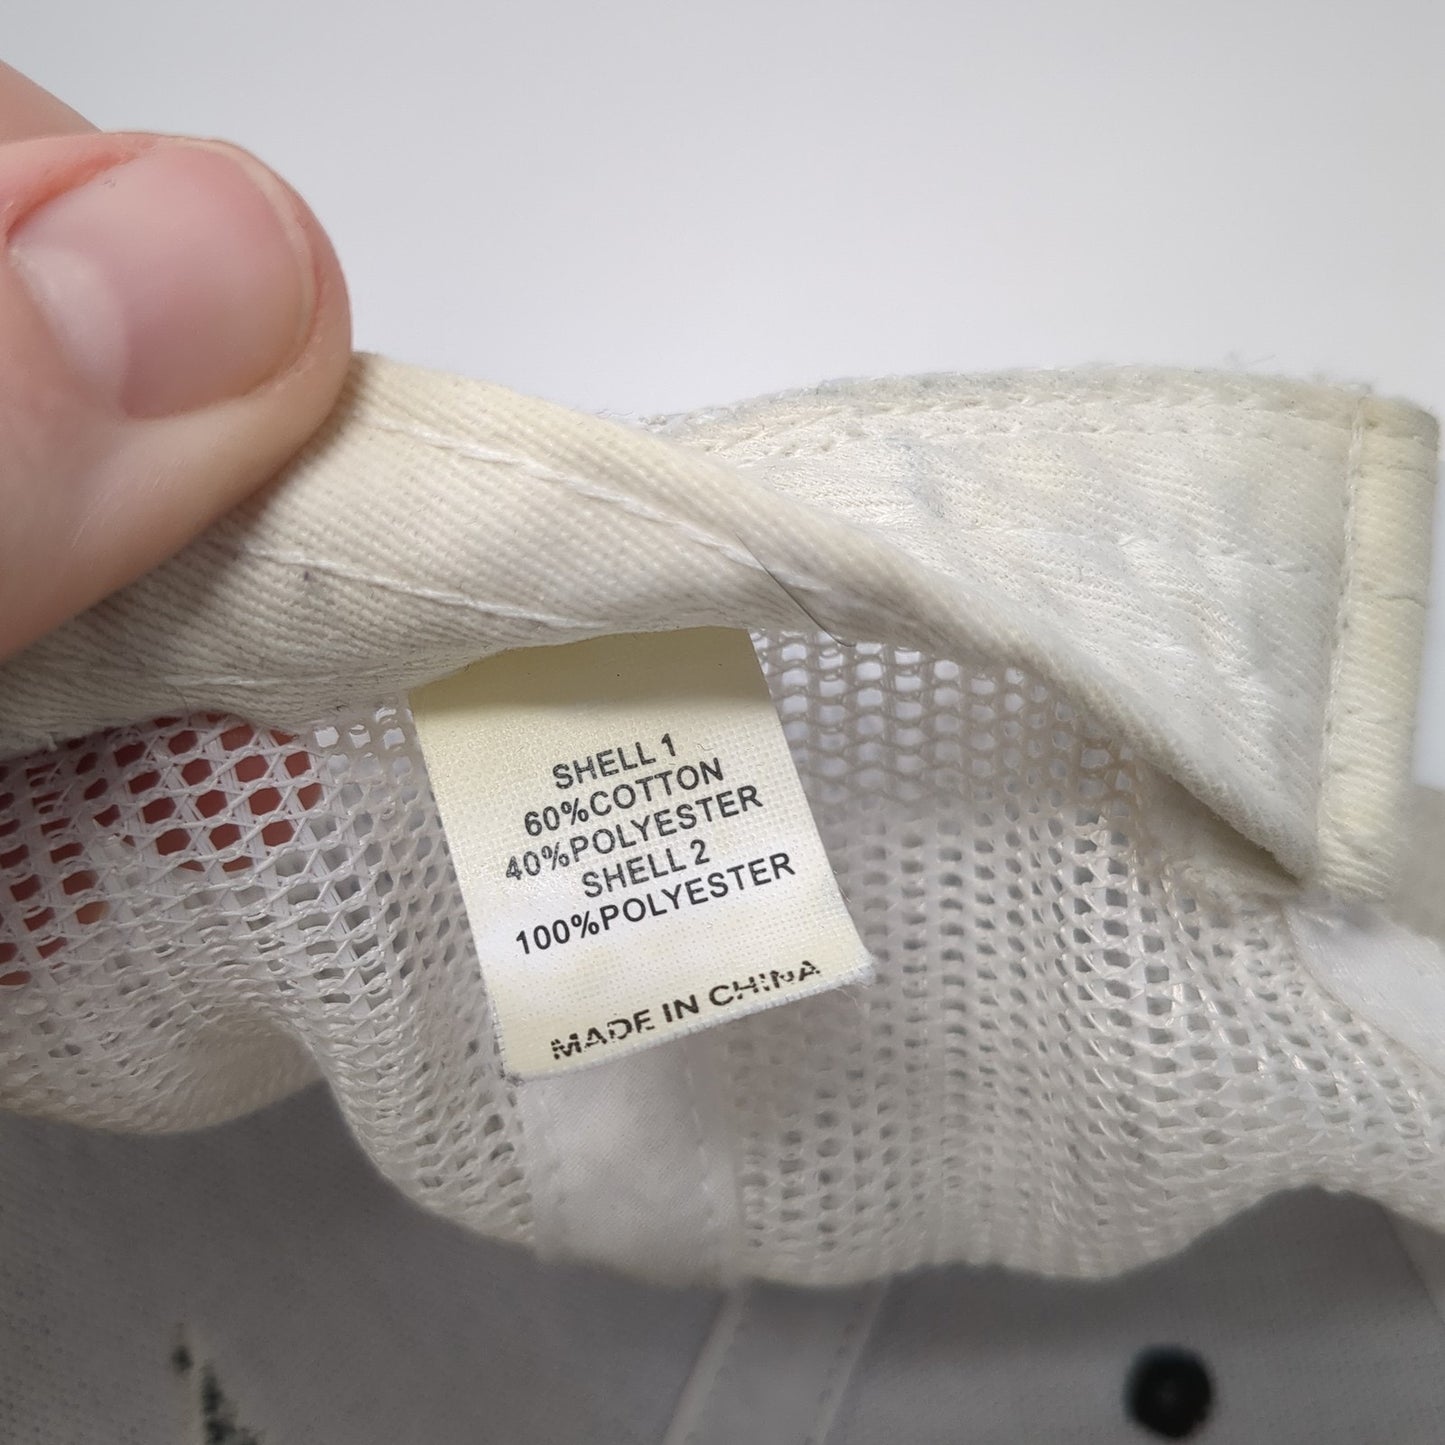 SHELL 1
60%COTTON
40%POLYESTER
SHELL 2
100%POLYESTER
MADE IN CHINA